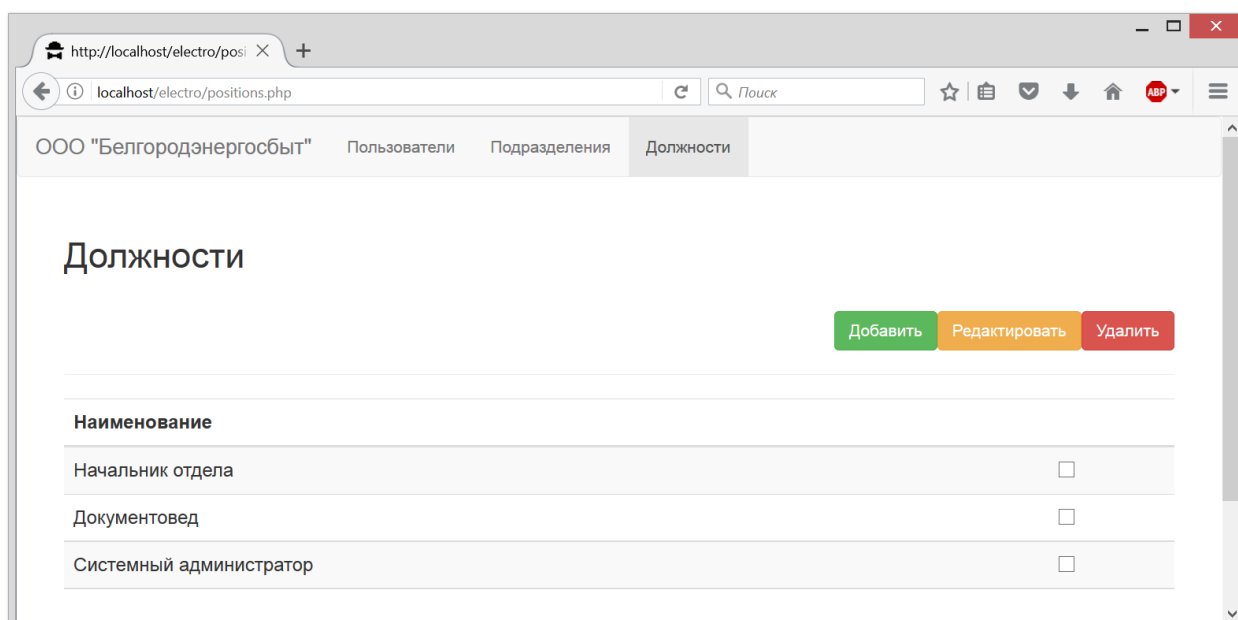 http://localhost/electro/posi
localhost/electro/positions.php
Поиск
ABP
ООО "Белгородэнергосбыт" Пользователи Подразделения Должности
Должности
Добавить Редактировать Удалить
Наименование
Начальник отдела
Документовед
Системный администратор